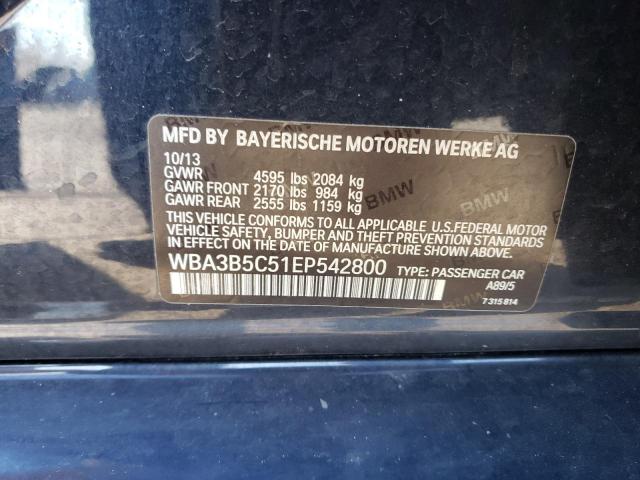 MFD BY BAYERISCHE MOTOREN WERKE AG
10/13
GVWR 4595 lbs 2084 kg
GAWR FRONT 2170 lbs 984 kg
GAWR REAR 2555 lbs 1159 kg
THIS VEHICLE CONFORMS TO ALL APPLICABLE U.S.FEDERAL MOTOR
VEHICLE SAFETY, BUMPER, AND THEFT PREVENTION STANDARDS
IN EFFECT ON THE DATE OF MANUFACTURE SHOWN ABOVE.
WBA3B5C51EP542800 TYPE: PASSENGER CAR
A89/5
7 315 814
BMW
BMW